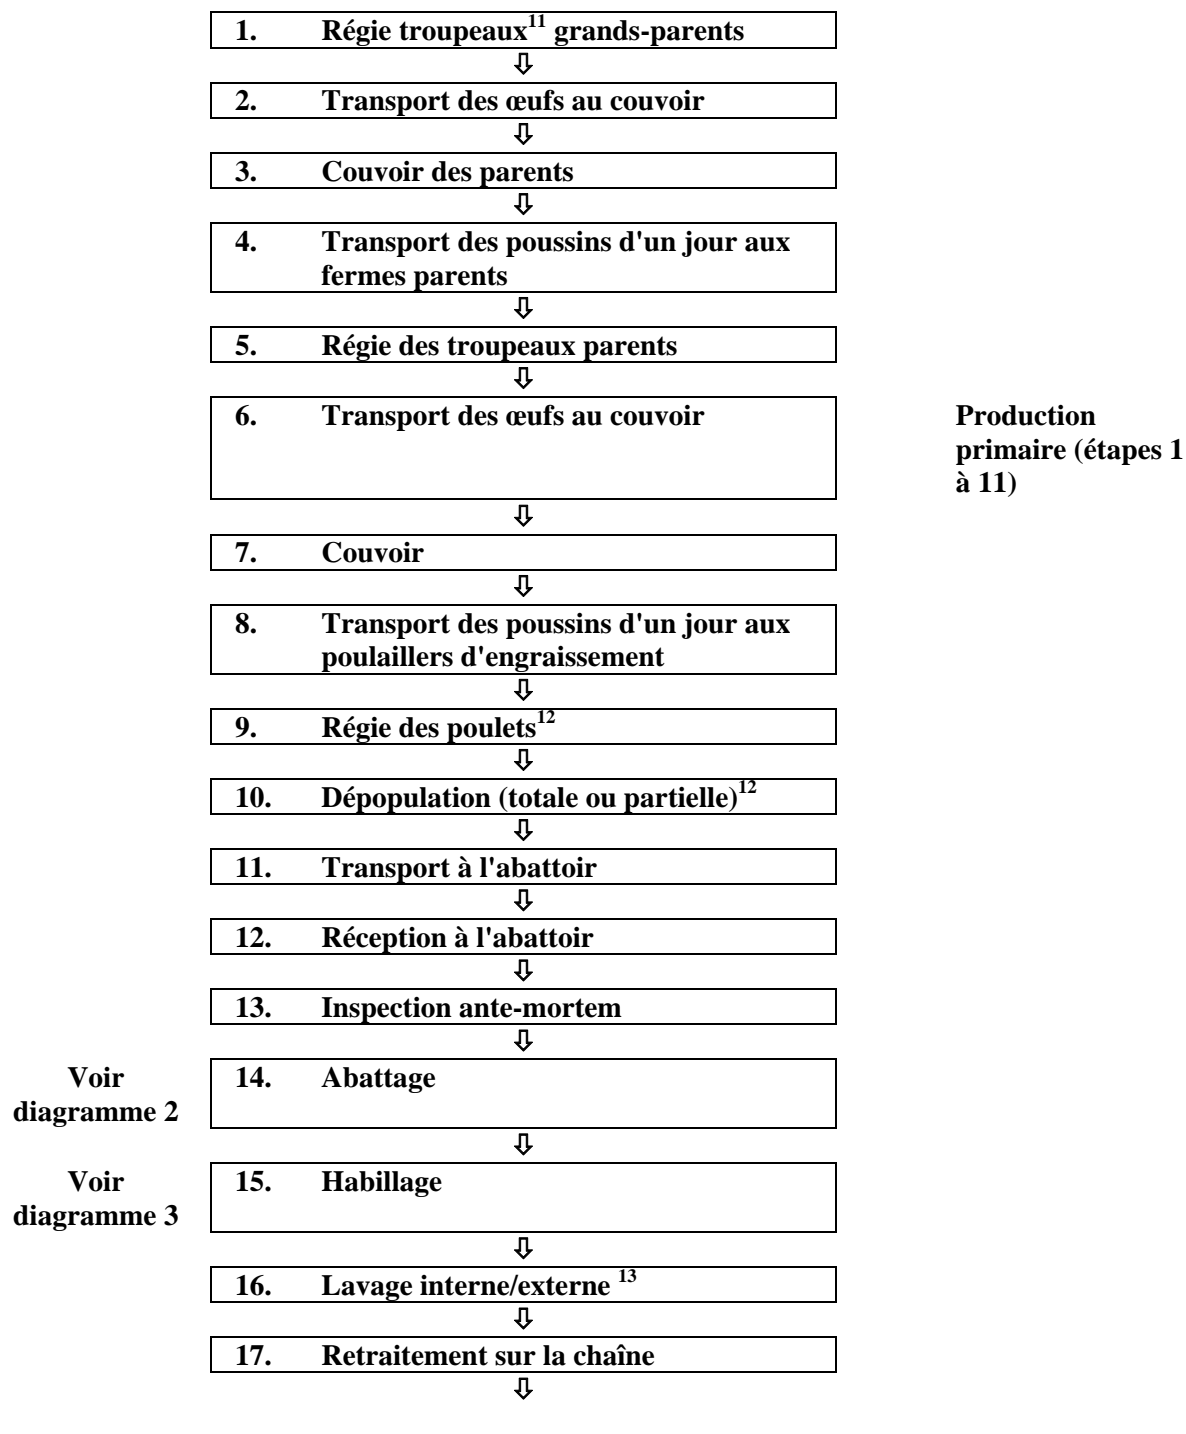 1. Régie troupeaux11 grands-parents
2. Transport des œufs au couvoir
3. Couvoir des parents
4. Transport des poussins d'un jour aux
fermes parents
5. Régie des troupeaux parents
6. Transport des œufs au couvoir
Production
primaire (étapes 1
à 11)
7. Couvoir
8. Transport des poussins d'un jour aux
poulaillers d'engraissement
9. Régie des poulets12
10. Dépopulation (totale ou partielle)12
11. Transport à l'abattoir
12. Réception à l'abattoir
13. Inspection ante-mortem
Voir
diagramme 2
14. Abattage
Voir
diagramme 3
15. Habillage
16. Lavage interne/externe 13
17. Retraitement sur la chaîne